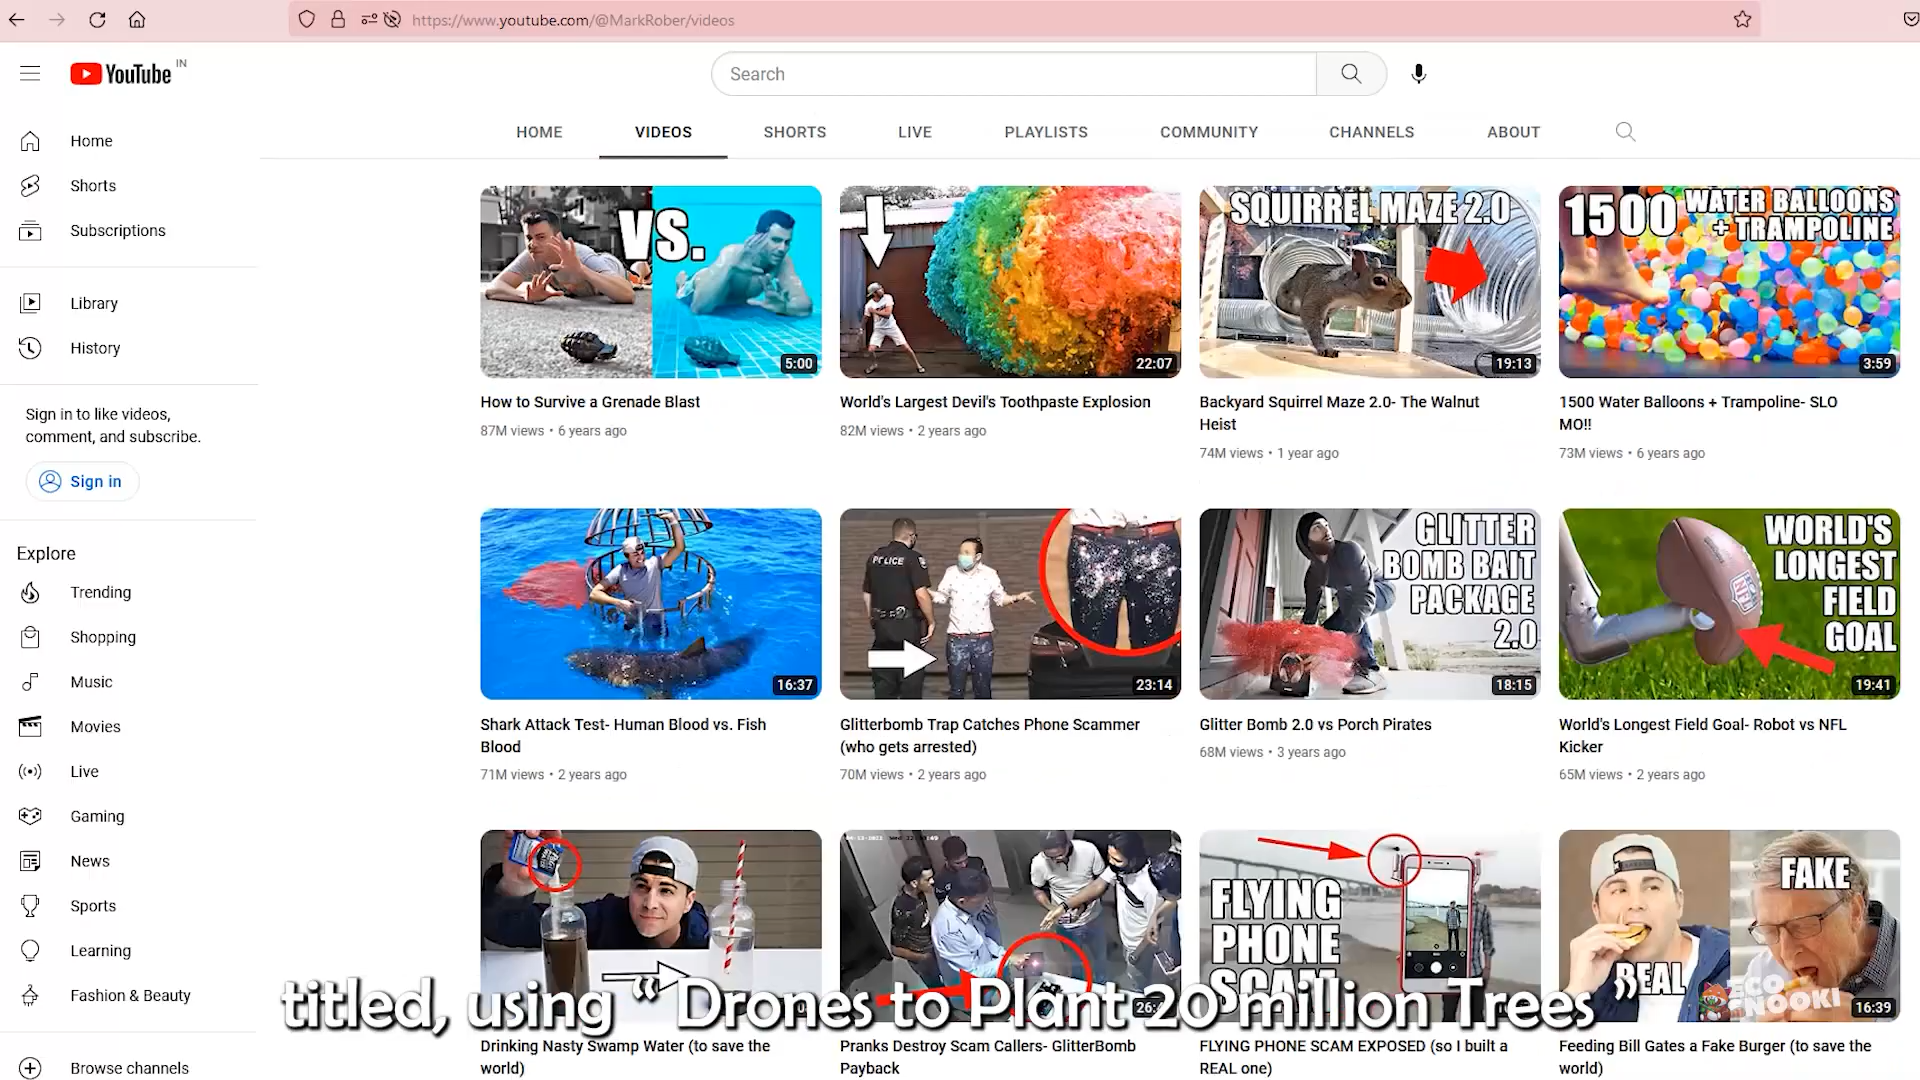 https://www.youtube.com/@MarkRober/videos
YouTube IN
Search
HOME VIDEOS SHORTS LIVE PLAYLISTS COMMUNITY CHANNELS ABOUT
Home
Shorts
Subscriptions
Library
History
Sign in to like videos,
comment, and subscribe.
Sign in
Explore
Trending
Shopping
Music
Movies
Live
Gaming
News
Sports
Learning
Fashion & Beauty
Browse channels
VS.
5:00
How to Survive a Grenade Blast
87M views • 6 years ago
22:07
World's Largest Devil's Toothpaste Explosion
82M views • 2 years ago
SQUIRREL MAZE 2.0
19:13
Backyard Squirrel Maze 2.0- The Walnut
Heist
74M views • 1 year ago
1500 WATER BALLOONS
+ TRAMPOLINE
3:59
1500 Water Balloons + Trampoline- SLO
MO!!
73M views • 6 years ago
16:37
Shark Attack Test- Human Blood vs. Fish
Blood
71M views • 2 years ago
POLICE
23:14
Glitterbomb Trap Catches Phone Scammer
(who gets arrested)
70M views • 2 years ago
GLITTER
BOMB BAIT
PACKAGE
2.0
18:15
Glitter Bomb 2.0 vs Porch Pirates
68M views • 3 years ago
WORLD'S
LONGEST
FIELD
GOAL
NFL
19:41
World's Longest Field Goal- Robot vs NFL
Kicker
65M views • 2 years ago
Drinking Nasty Swamp Water (to save the
world)
Pranks Destroy Scam Callers- GlitterBomb
Payback
FLYING
PHONE
SCAM
FLYING PHONE SCAM EXPOSED (so I built a
REAL one)
FAKE
REAL
16:39
Feeding Bill Gates a Fake Burger (to save the
world)
ECO
SNOOKI
titled, using “ Drones to Plant 20 million Trees ”